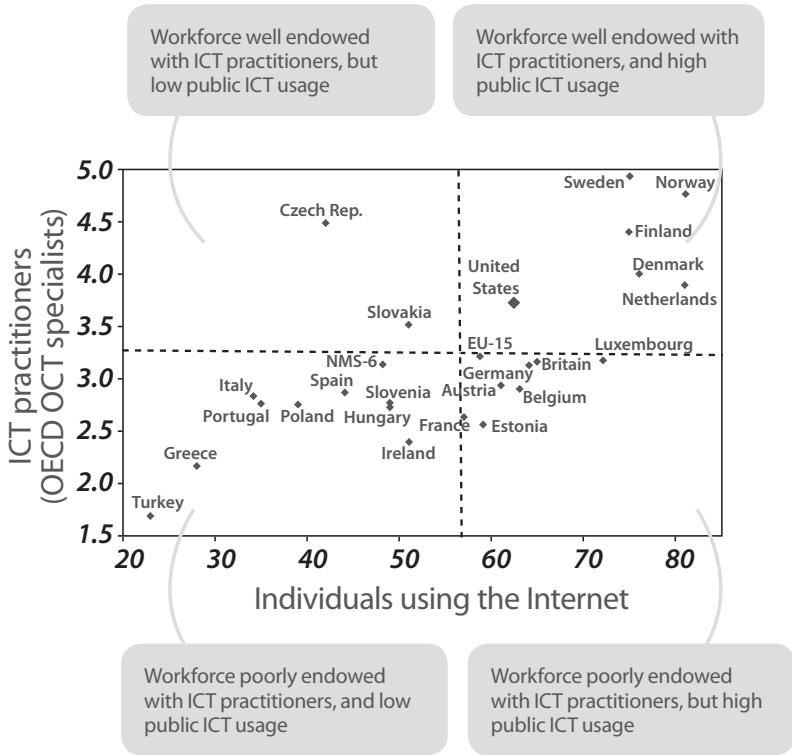 Workforce well endowed
with ICT practitioners, but
low public ICT usage
Workforce well endowed with
ICT practitioners, and high
public ICT usage
ICT practitioners
(OECD OCT specialists)
5.0
4.5
4.0
3.5
3.0
2.5
2.0
1.5
Sweden
Norway
Czech Rep.
Finland
United
States
Denmark
Netherlands
Slovakia
EU-15
Luxembourg
NMS-6
Germany
Britain
Italy
Spain
Slovenia
Austria
Belgium
Portugal
Poland
Hungary
France
Estonia
Ireland
Greece
Turkey
20 30 40 50 60 70 80
Individuals using the Internet
Workforce poorly endowed
with ICT practitioners, and low
public ICT usage
Workforce poorly endowed
with ICT practitioners, but high
public ICT usage